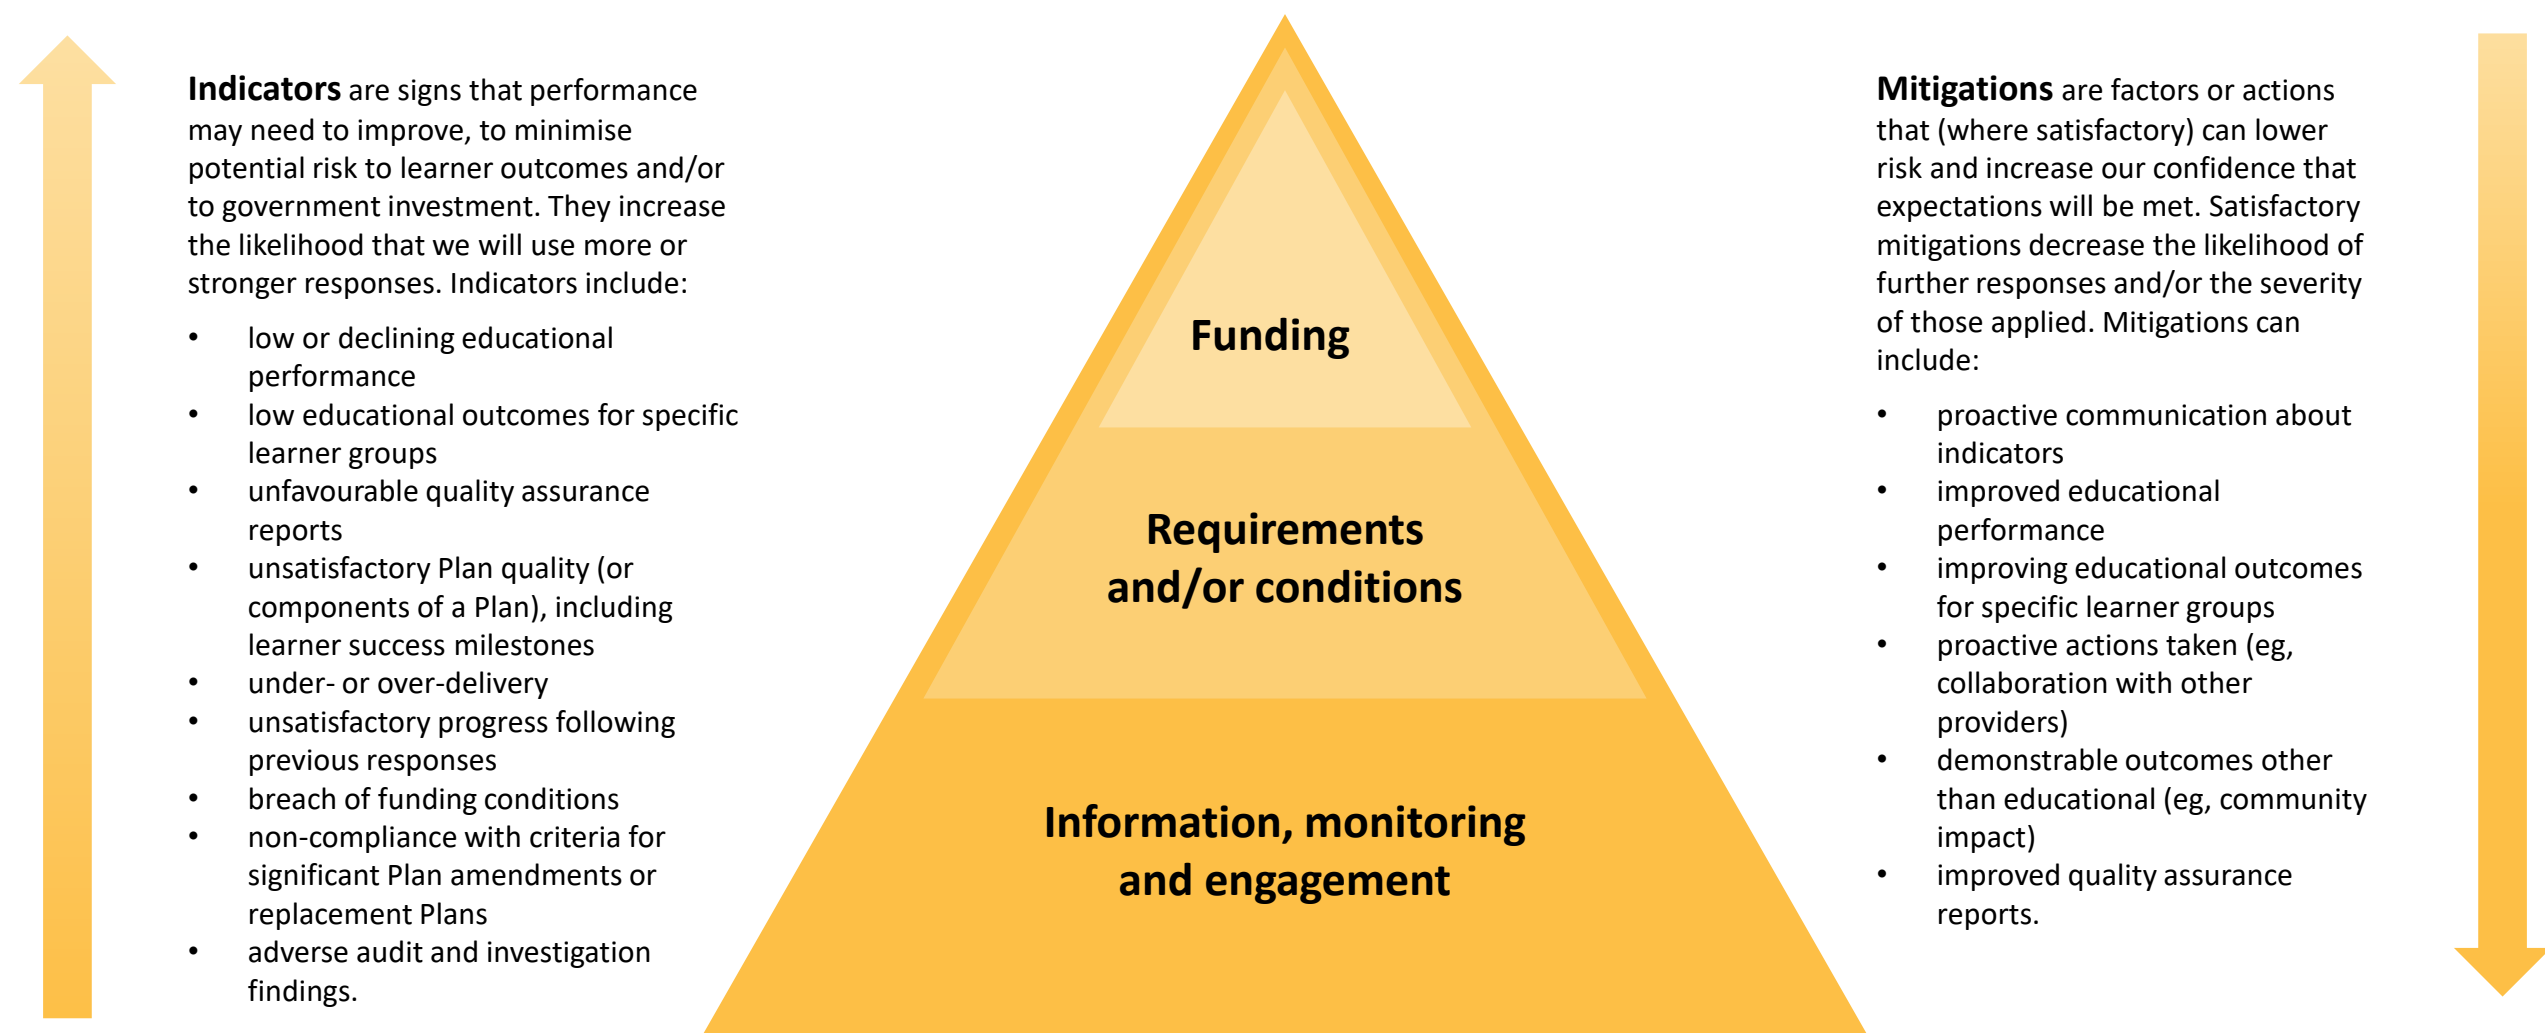 Indicators are signs that performance
may need to improve, to minimise
potential risk to learner outcomes and/or
to government investment. They increase
the likelihood that we will use more or
stronger responses. Indicators include:
• low or declining educational
performance
• low educational outcomes for specific
learner groups
• unfavourable quality assurance
reports
• unsatisfactory Plan quality (or
components of a Plan), including
learner success milestones
• under- or over-delivery
• unsatisfactory progress following
previous responses
• breach of funding conditions
• non-compliance with criteria for
significant Plan amendments or
replacement Plans
• adverse audit and investigation
findings.
Funding
Requirements
and/or conditions
Information, monitoring
and engagement
Mitigations are factors or actions
that (where satisfactory) can lower
risk and increase our confidence that
expectations will be met. Satisfactory
mitigations decrease the likelihood of
further responses and/or the severity
of those applied. Mitigations can
include:
• proactive communication about
indicators
• improved educational
performance
• improving educational outcomes
for specific learner groups
• proactive actions taken (eg,
collaboration with other
providers)
• demonstrable outcomes other
than educational (eg, community
impact)
• improved quality assurance
reports.